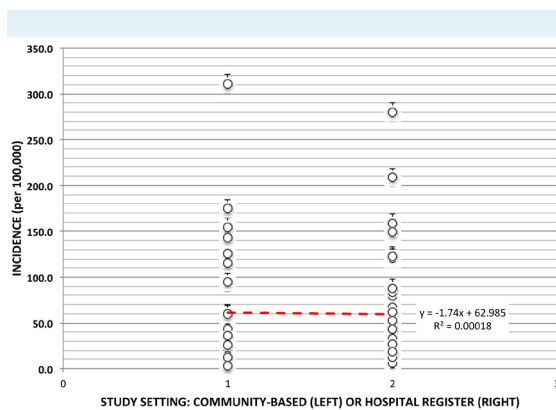 350.0
300.0
250.0
200.0
150.0
100.0
50.0
0.0
INCIDENCE (per 100,000)
y = -1.74x + 62.985
R² = 0.00018
0 1 2 3
STUDY SETTING: COMMUNITY-BASED (LEFT) OR HOSPITAL REGISTER (RIGHT)